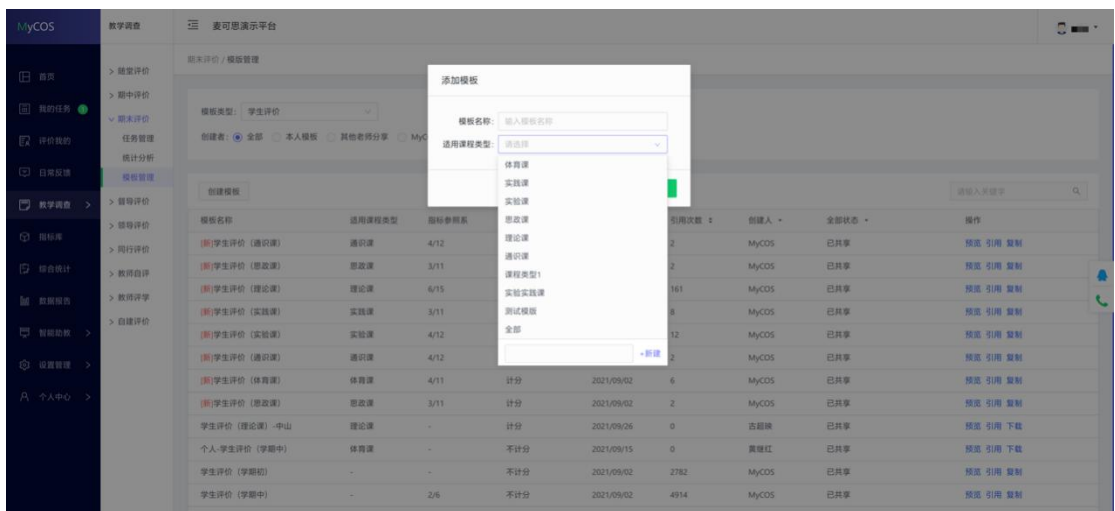 MyCOS
教学调查
麦可思演示平台
首页
我的任务 1
评价我的
日常反馈
教学调查 >
指标库
综合统计
数据报告
智能助教 >
设置管理 >
个人中心 >
> 随堂评价
> 期中评价
期末评价
任务管理
统计分析
模板管理
> 督导评价
> 领导评价
> 同行评价
> 教师自评
> 教师评学
> 自建评价
期末评价 / 模版管理
模板类型: 学生评价
创建者: 全部 本人模板 其他老师分享 MyC
创建模板
请输入关键字
模板名称 适用课程类型 指标参照系 引用次数 创建人 全部状态 操作
[新]学生评价（通识课） 通识课 4/12 2 MyCOS 已共享 预览 引用 复制
[新]学生评价（思政课） 思政课 3/11 2 MyCOS 已共享 预览 引用 复制
[新]学生评价（理论课） 理论课 6/15 161 MyCOS 已共享 预览 引用 复制
[新]学生评价（实践课） 实践课 3/11 8 MyCOS 已共享 预览 引用 复制
[新]学生评价（实验课） 实验课 4/12 12 MyCOS 已共享 预览 引用 复制
[新]学生评价（通识课） 通识课 4/12 2 MyCOS 已共享 预览 引用 复制
[新]学生评价（体育课） 体育课 4/11 计分 2021/09/02 6 MyCOS 已共享 预览 引用 复制
[新]学生评价（思政课） 思政课 3/11 计分 2021/09/02 2 MyCOS 已共享 预览 引用 复制
学生评价（理论课）-中山 理论课 - 计分 2021/09/26 0 已共享 预览 引用 下载
个人-学生评价（学期中） 体育课 - 不计分 2021/09/15 0 黄继红 已共享 预览 引用 下载
学生评价（学期初） - - 不计分 2021/09/02 2782 MyCOS 已共享 预览 引用 复制
学生评价（学期中） - 2/6 不计分 2021/09/02 4914 MyCOS 已共享 预览 引用 复制
添加模板
模板名称: 输入模板名称
适用课程类型: 请选择
体育课
实践课
实验课
思政课
理论课
通识课
课程类型1
实验实践课
测试模版
全部
+新建